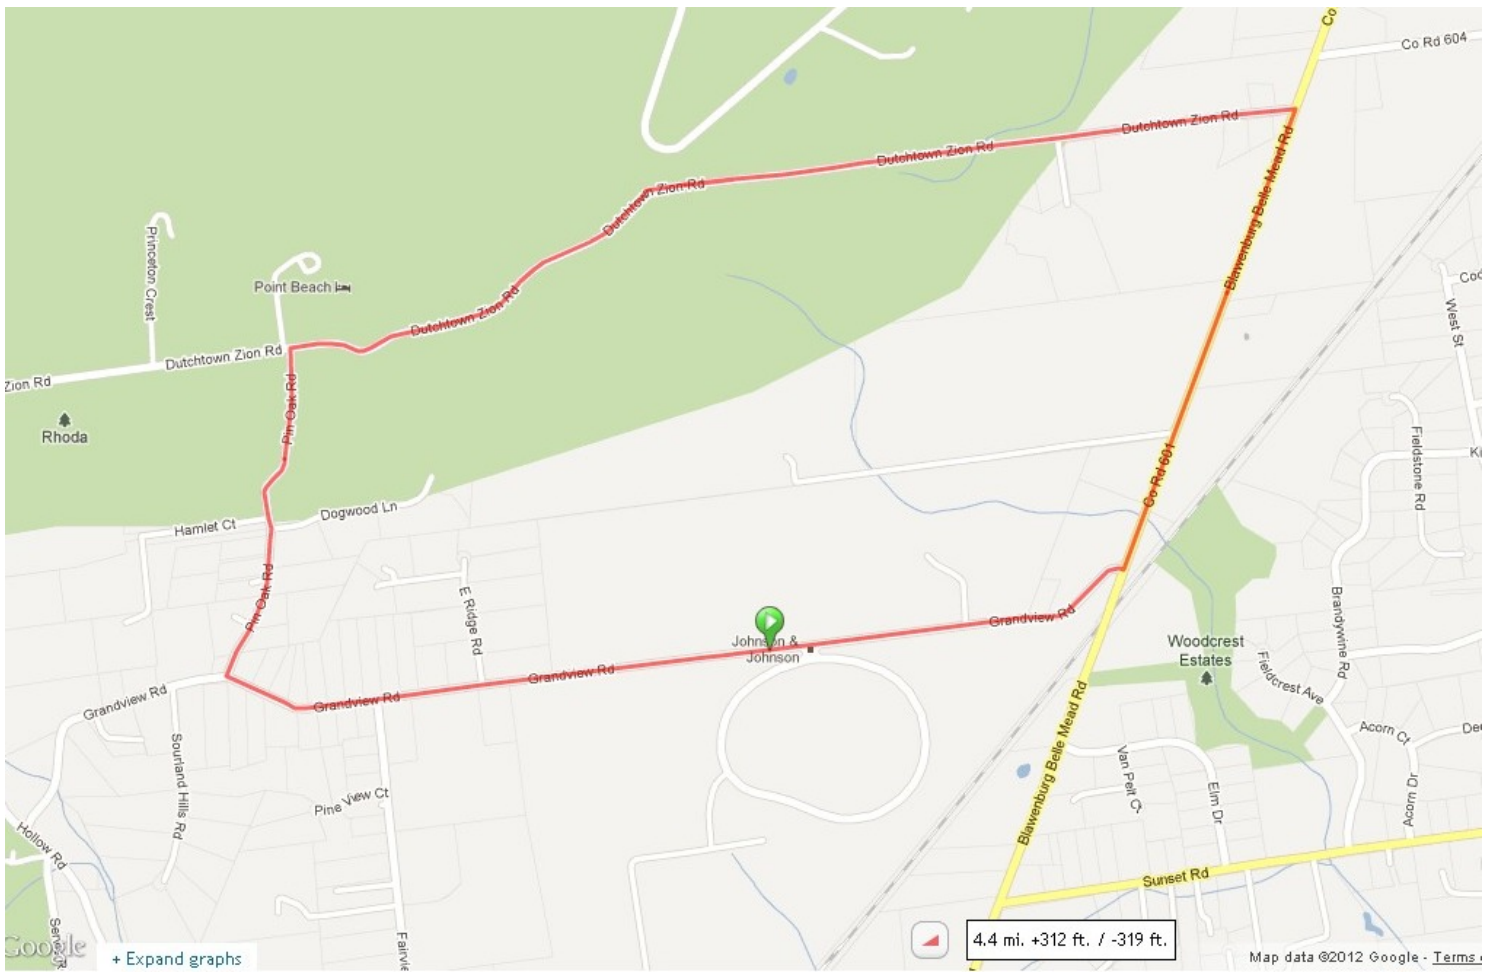 Co
Co Rd 604
Dutchtown Zion Rd
Dutchtown Zion Rd
Blawenburg Belle Mead Rd
Dutchtown Zion Rd
Dutchtown
Princeton Crest
Point Beach
Dutchtown Zion Rd
Dutchtown Zion Rd
Zion Rd
West St
Pin Oak Rd
Rhoda
Fieldstone Rd
Co Rd 601
Dogwood Ln
Hamlet Ct
Pin Oak Rd
E Ridge Rd
Brandywine Rd
Grandview Rd
Johnson &
Johnson
Woodcrest
Estates
Fieldcrest Ave
Grandview Rd
Grandview Rd
Grandview Rd
Sourland Hills Rd
Blawenburg Belle Mead Rd
Acorn Ct
Van Pelt Ct
Elm Dr
Acorn Dr
Pine View Ct
Hollow Rd
Sunset Rd
Google
+ Expand graphs
4.4 mi. +312 ft. / -319 ft.
Map data ©2012 Google - Terms